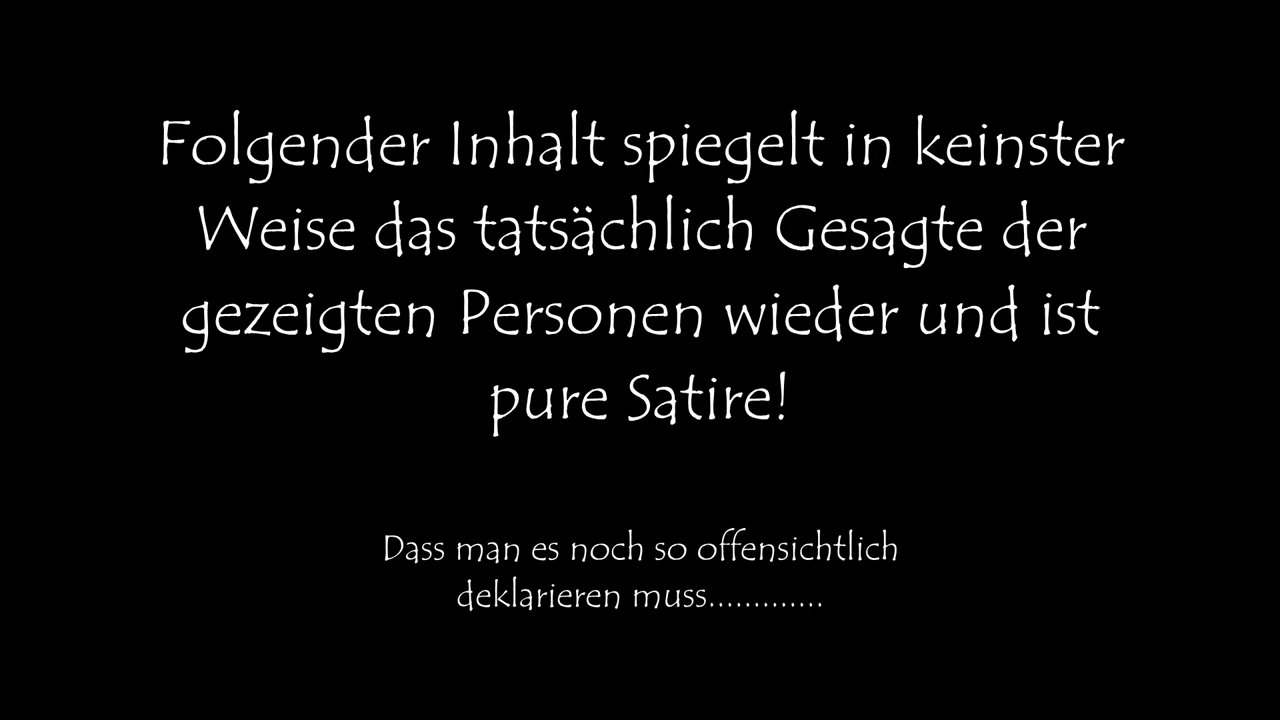 Folgender Inhalt spiegelt in keinster
Weise das tatsächlich Gesagte der
gezeigten Personen wieder und ist
pure Satire!
Dass man es noch so offensichtlich
deklarieren muss.............